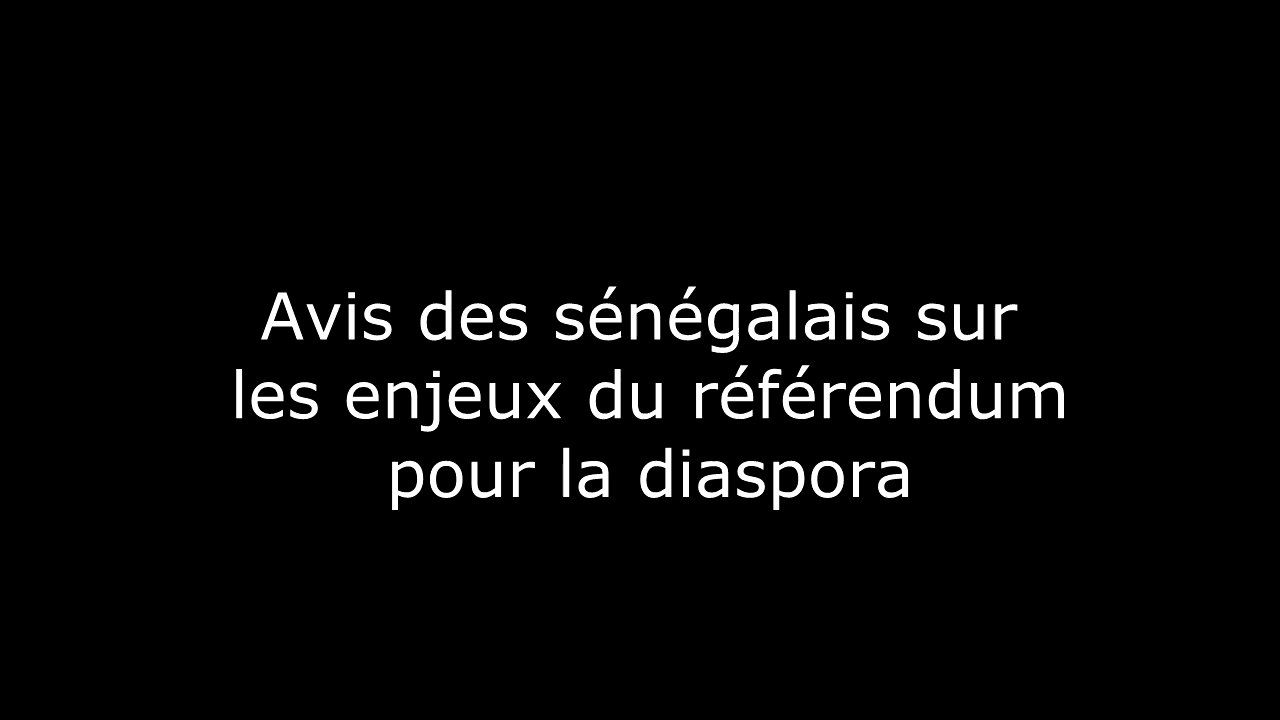 Avis des sénégalais sur
les enjeux du référendum
pour la diaspora